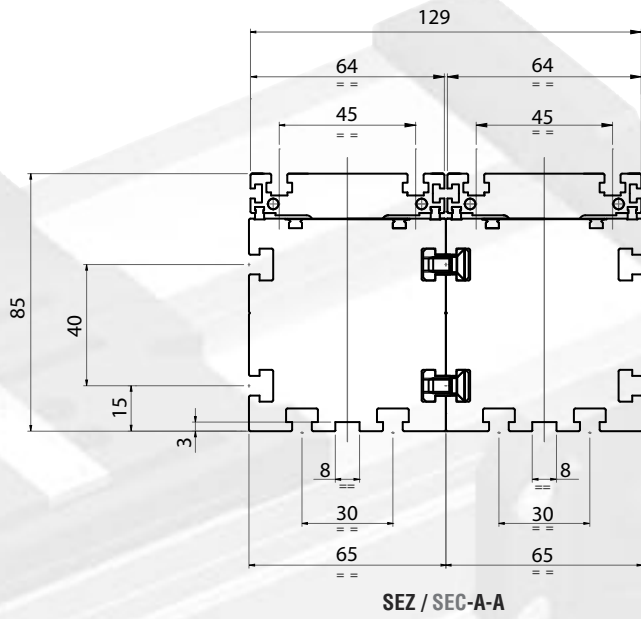 129
64 64
= = = =
45 45
= = = =
85
40
15
3
8 8
== ==
30 30
= = = =
65 65
= = = =
SEZ / SEC-A-A